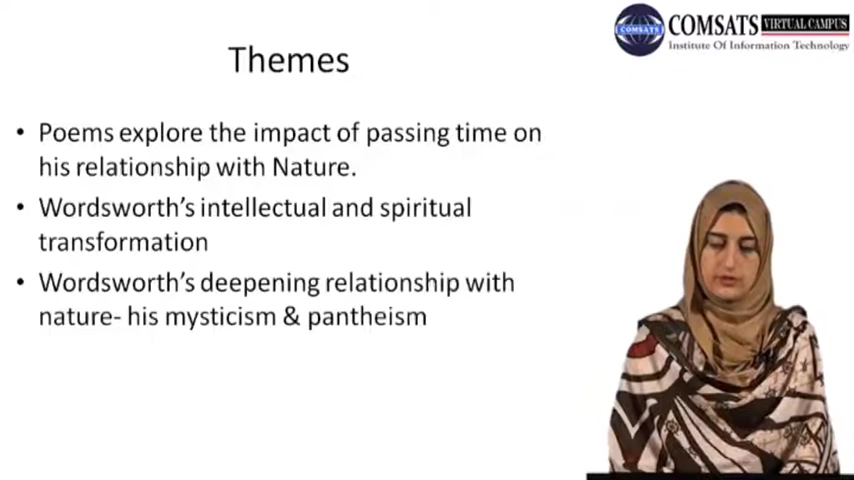 COMSATS VIRTUAL CAMPUS
COMSATS
Institute Of Information Technology
Themes
• Poems explore the impact of passing time on
his relationship with Nature.
• Wordsworth's intellectual and spiritual
transformation
• Wordsworth's deepening relationship with
nature- his mysticism & pantheism